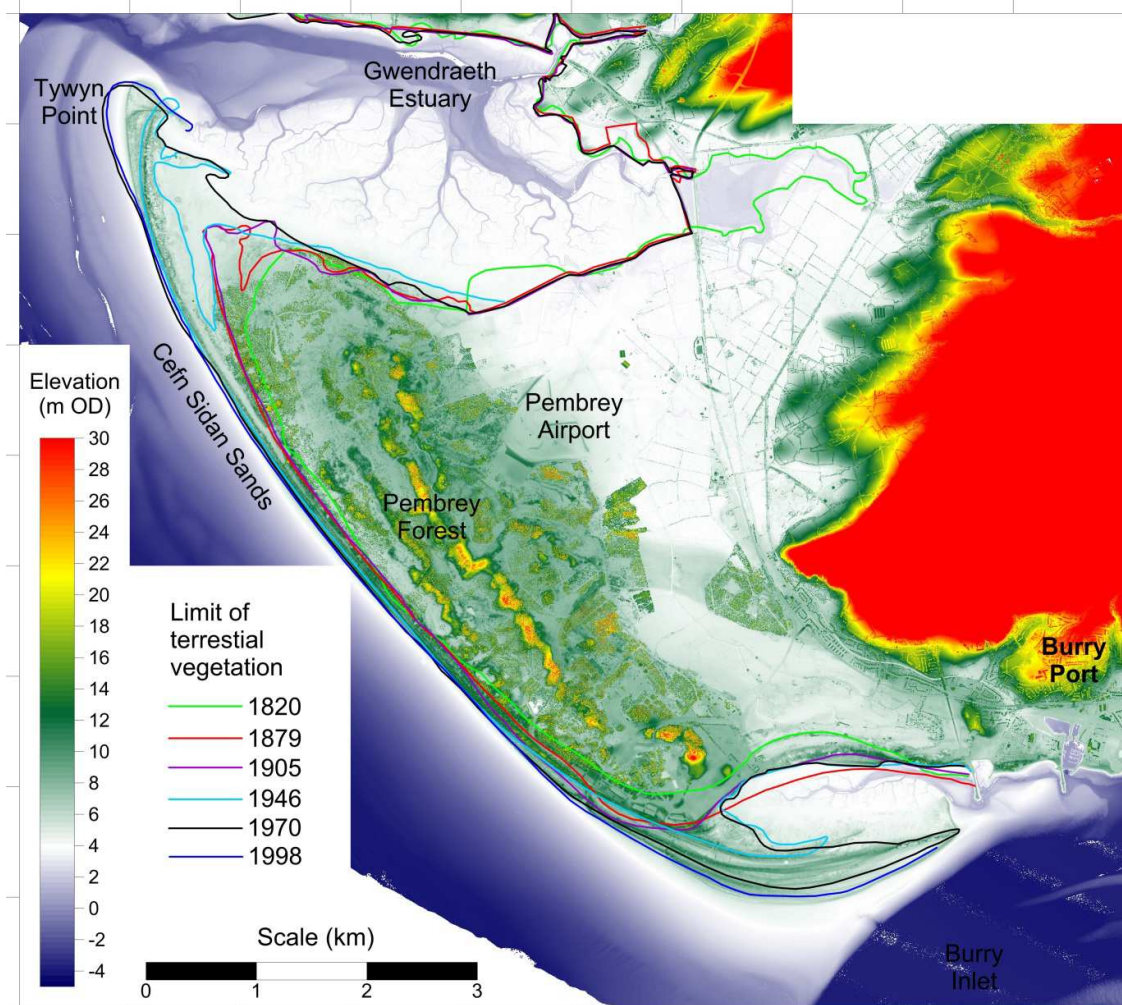 Gwendraeth
Estuary
Tywyn
Point
Cefn Sidan Sands
Pembrey
Airport
Pembrey
Forest
Burry
Port
Burry
Inlet
Elevation
(m OD)
30
28
26
24
22
20
18
16
14
12
10
8
6
4
2
0
-2
-4
Limit of
terrestial
vegetation
1820
1879
1905
1946
1970
1998
Scale (km)
0 1 2 3